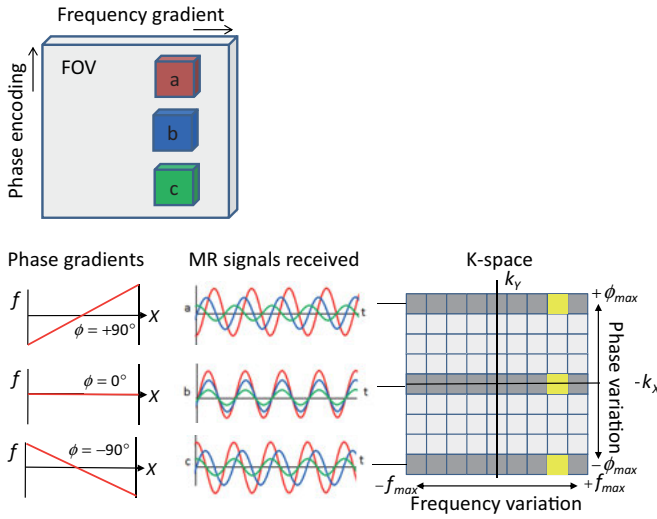 Frequency gradient
Phase encoding
FOV
a
b
c
Phase gradients
MR signals received
K-space
f
ϕ = +90°
X
a
t
k_Y
+ϕ_max
f
ϕ = 0°
X
b
t
Phase variation
-k_X
f
ϕ = −90°
X
c
t
−ϕ_max
−f_max
+f_max
Frequency variation